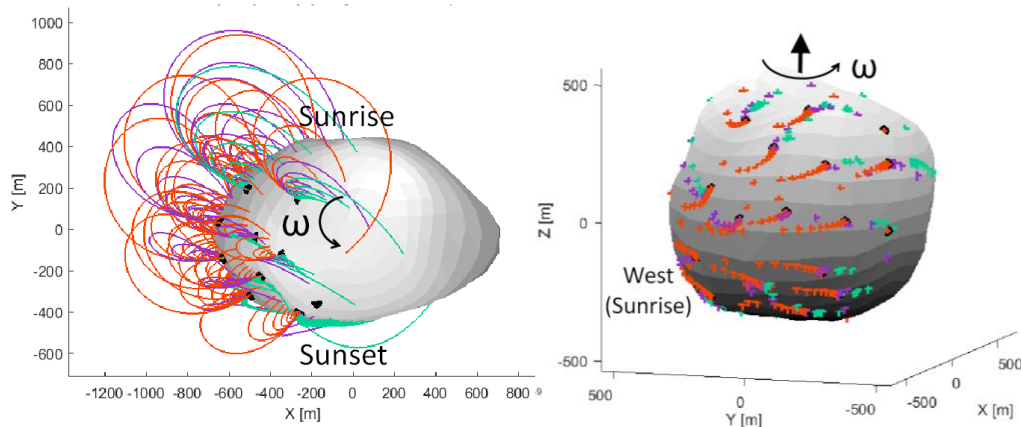 1000
800
600
400
200
0
-200
-400
-600
Y [m]
Sunrise
ω
Sunset
-1200 -1000 -800 -600 -400 -200 0 200 400 600 800
X [m]
ω
500
0
-500
Z [m]
West
(Sunrise)
500 0 -500
Y [m]
-500 0 500
X [m]